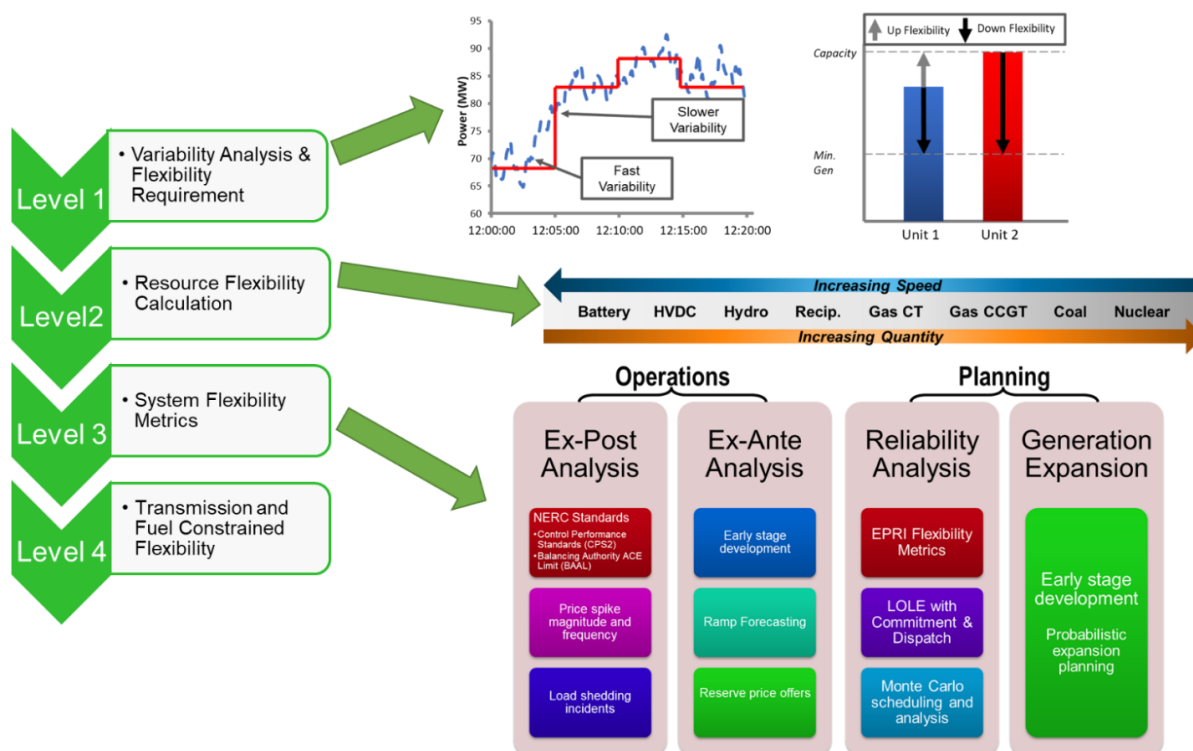 Level 1
• Variability Analysis &
Flexibility
Requirement
Level2
• Resource Flexibility
Calculation
Level 3
• System Flexibility
Metrics
Level 4
• Transmission and
Fuel Constrained
Flexibility
Power (MW)
95
90
85
80
75
70
65
60
12:00:00 12:05:00 12:10:00 12:15:00 12:20:00
Slower
Variability
Fast
Variability
Up Flexibility Down Flexibility
Capacity
Min.
Gen
Unit 1 Unit 2
Increasing Speed
Battery HVDC Hydro Recip. Gas CT Gas CCGT Coal Nuclear
Increasing Quantity
Operations
Planning
Ex-Post
Analysis
NERC Standards
•Control Performance
Standards (CPS2)
•Balancing Authority ACE
Limit (BAAL)
Price spike
magnitude and
frequency
Load shedding
incidents
Ex-Ante
Analysis
Early stage
development
Ramp Forecasting
Reserve price offers
Reliability
Analysis
EPRI Flexibility
Metrics
LOLE with
Commitment &
Dispatch
Monte Carlo
scheduling and
analysis
Generation
Expansion
Early stage
development
Probabilistic
expansion
planning